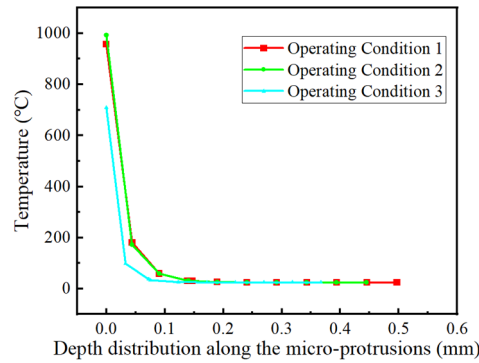 1000
800
600
400
200
0
Temperature (℃)
Operating Condition 1
Operating Condition 2
Operating Condition 3
0.0 0.1 0.2 0.3 0.4 0.5 0.6
Depth distribution along the micro-protrusions (mm)